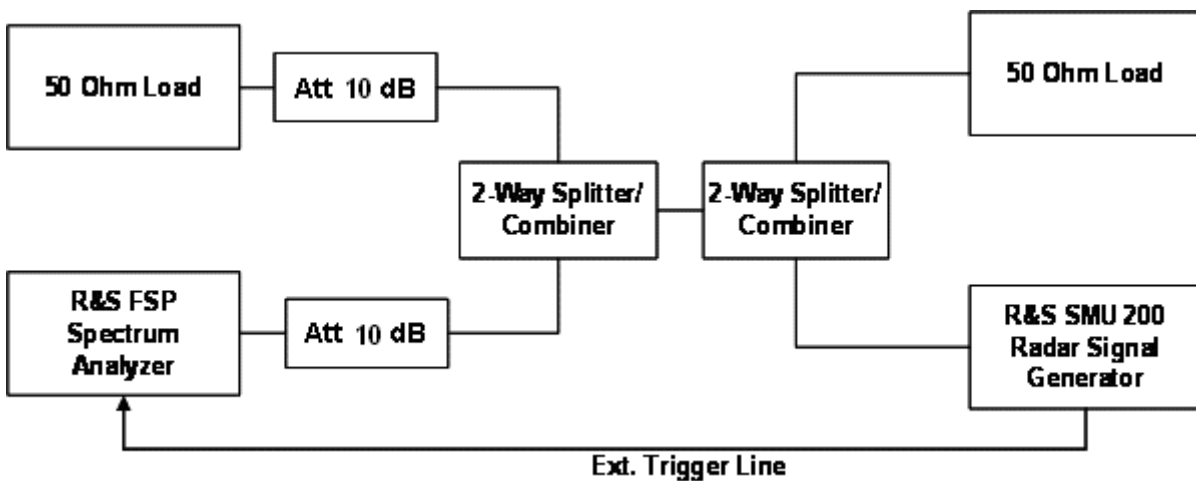 50 Ohm Load
Att 10 dB
50 Ohm Load
2-Way Splitter/
Combiner
2-Way Splitter/
Combiner
R&S FSP
Spectrum
Analyzer
Att 10 dB
R&S SMU 200
Radar Signal
Generator
Ext. Trigger Line